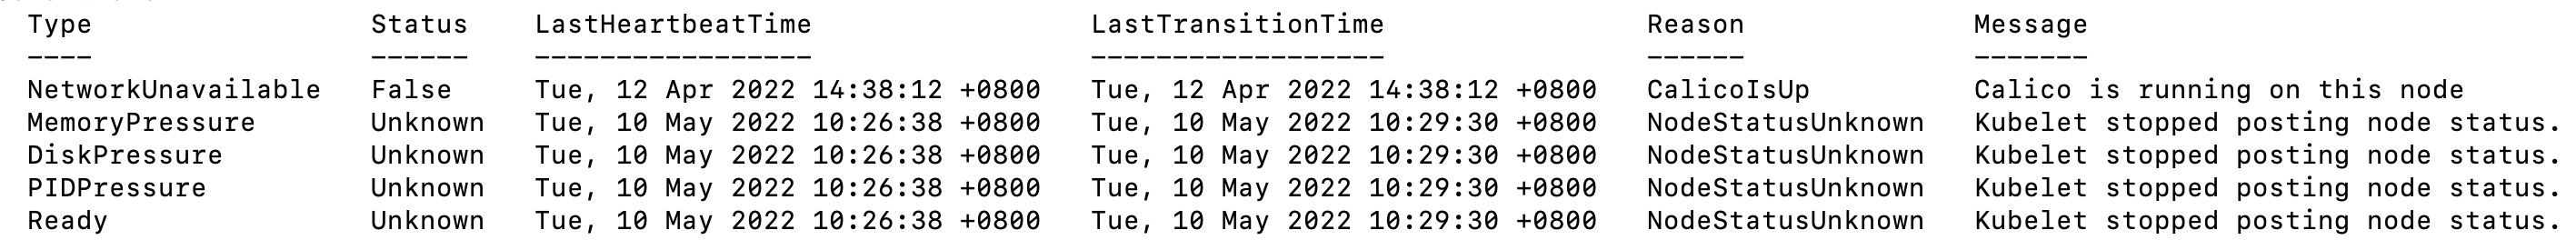 Type Status LastHeartbeatTime LastTransitionTime Reason Message
---- ------ ----------------- ------------------ ------ -------
NetworkUnavailable False Tue, 12 Apr 2022 14:38:12 +0800 Tue, 12 Apr 2022 14:38:12 +0800 CalicoIsUp Calico is running on this node
MemoryPressure Unknown Tue, 10 May 2022 10:26:38 +0800 Tue, 10 May 2022 10:29:30 +0800 NodeStatusUnknown Kubelet stopped posting node status.
DiskPressure Unknown Tue, 10 May 2022 10:26:38 +0800 Tue, 10 May 2022 10:29:30 +0800 NodeStatusUnknown Kubelet stopped posting node status.
PIDPressure Unknown Tue, 10 May 2022 10:26:38 +0800 Tue, 10 May 2022 10:29:30 +0800 NodeStatusUnknown Kubelet stopped posting node status.
Ready Unknown Tue, 10 May 2022 10:26:38 +0800 Tue, 10 May 2022 10:29:30 +0800 NodeStatusUnknown Kubelet stopped posting node status.